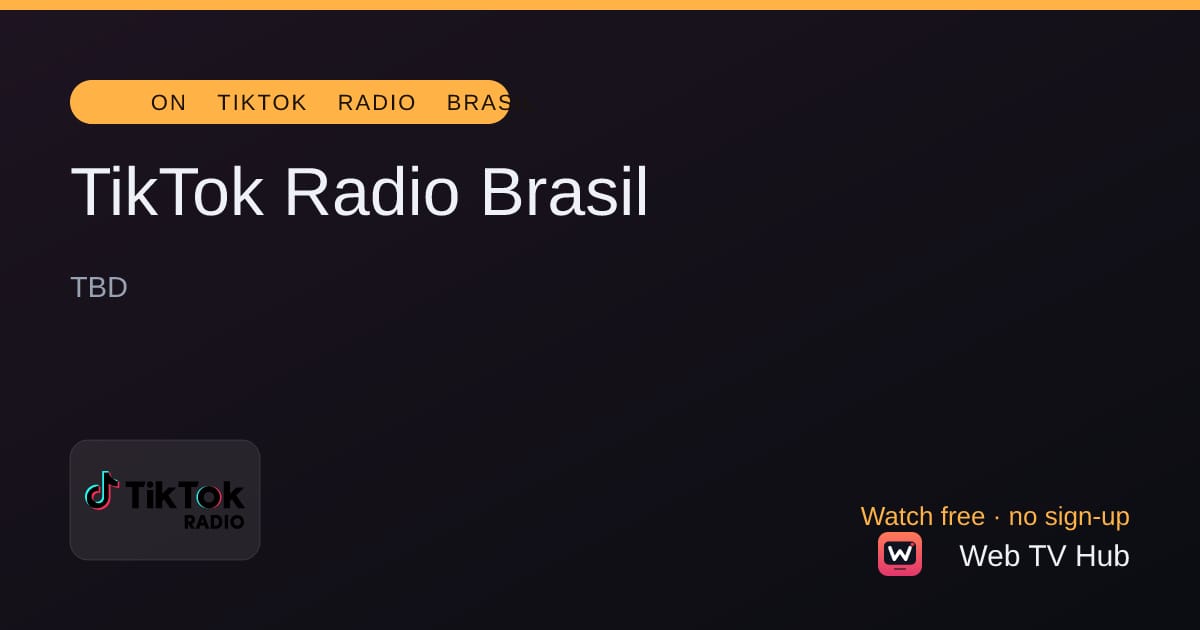 ON TIKTOK RADIO BRAS
TikTok Radio Brasil
TBD
TikTok
RADIO
Watch free · no sign-up
W
Web TV Hub